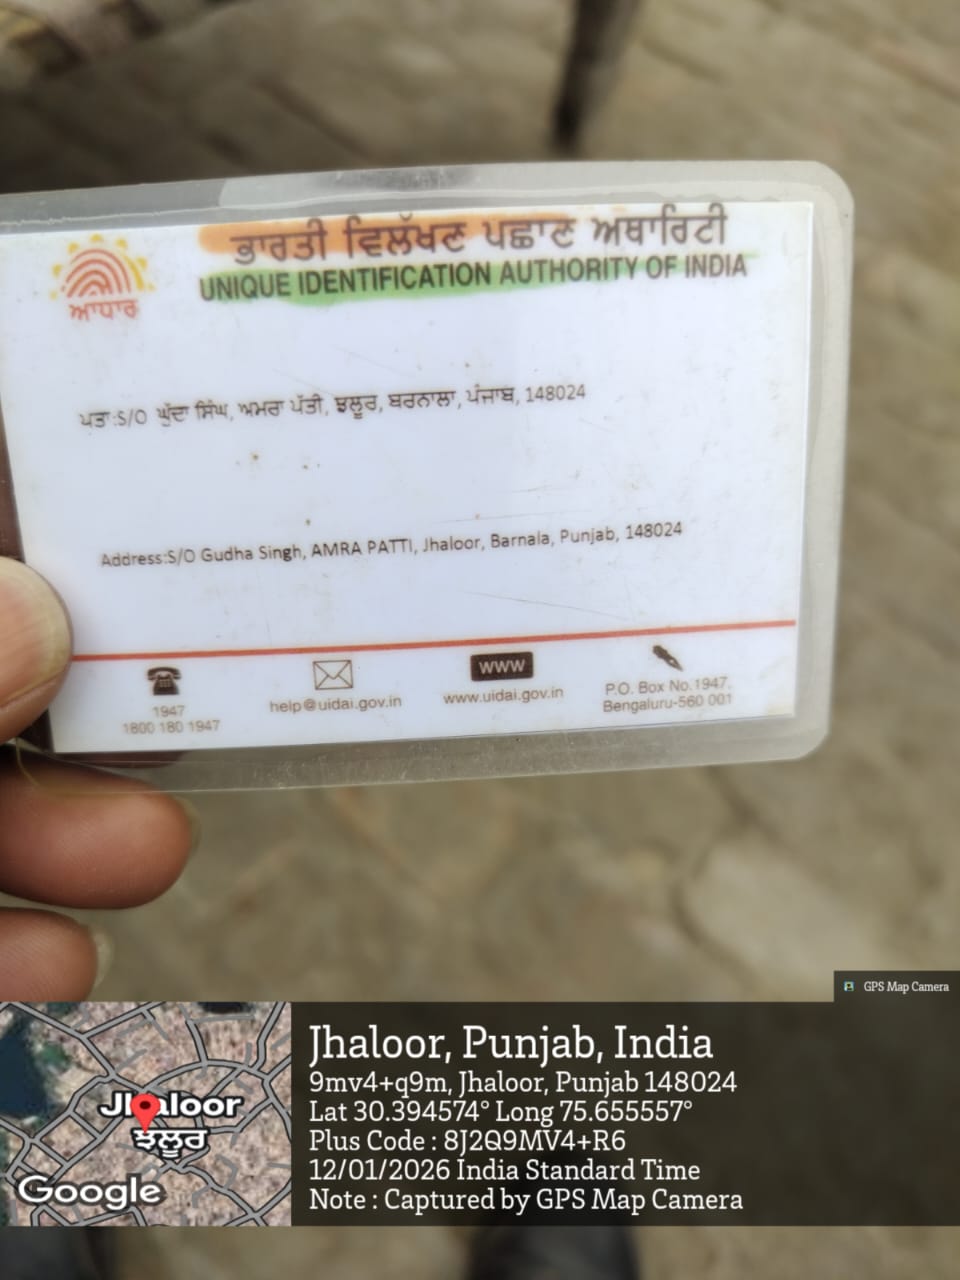 ਭਾਰਤੀ ਵਿਲੱਖਣ ਪਛਾਣ ਅਥਾਰਿਟੀ
UNIQUE IDENTIFICATION AUTHORITY OF INDIA
ਆਧਾਰ
ਪਤਾ:S/O ਘੁੱਦਾ ਸਿੰਘ, ਅਮਰਾ ਪੱਤੀ, ਝਲੂਰ, ਬਰਨਾਲਾ, ਪੰਜਾਬ, 148024
Address:S/O Gudha Singh, AMRA PATTI, Jhaloor, Barnala, Punjab, 148024
1947
1800 180 1947
help@uidai.gov.in
WWW
www.uidai.gov.in
P.O. Box No.1947,
Bengaluru-560 001
GPS Map Camera
Jhaloor
ਝਲੂਰ
Google
Jhaloor, Punjab, India
9mv4+q9m, Jhaloor, Punjab 148024
Lat 30.394574° Long 75.655557°
Plus Code : 8J2Q9MV4+R6
12/01/2026 India Standard Time
Note : Captured by GPS Map Camera